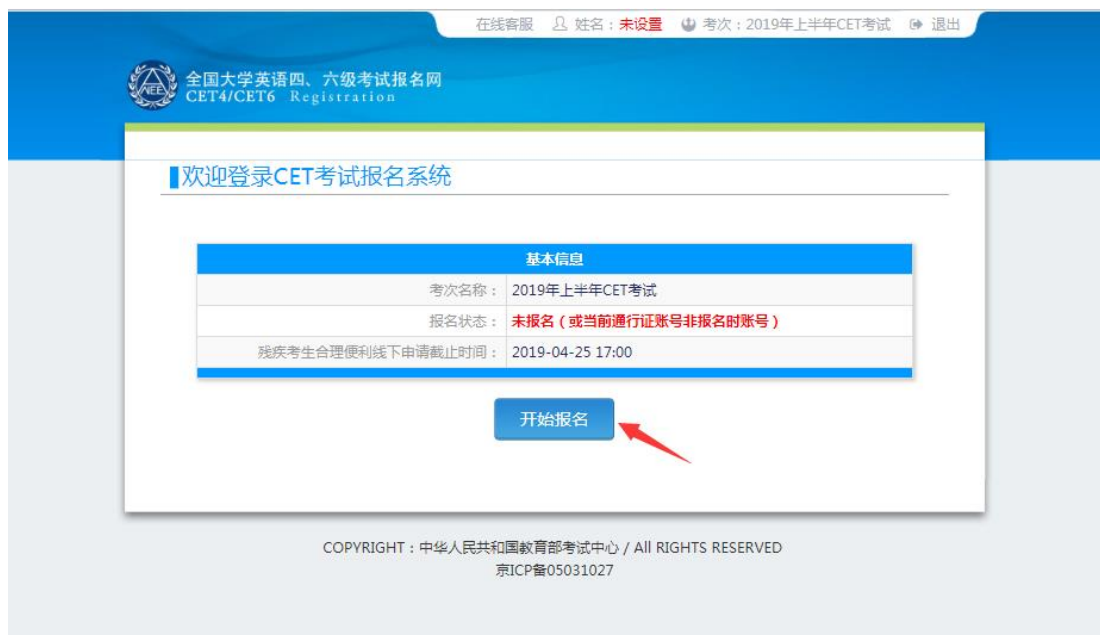 在线客服 姓名：未设置 考次：2019年上半年CET考试 退出
NEEA
全国大学英语四、六级考试报名网
CET4/CET6 Registration
欢迎登录CET考试报名系统
基本信息
考次名称： 2019年上半年CET考试
报名状态： 未报名（或当前通行证账号非报名时账号）
残疾考生合理便利线下申请截止时间： 2019-04-25 17:00
开始报名
COPYRIGHT：中华人民共和国教育部考试中心 / All RIGHTS RESERVED
京ICP备05031027